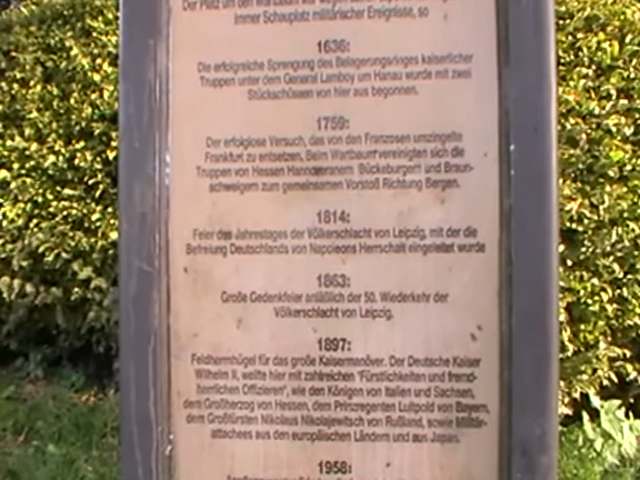 Der Platz um den Wartbaum war
immer Schauplatz militärischer Ereignisse, so
1636:
Die erfolgreiche Sprengung des Belagerungsringes kaiserlicher
Truppen unter dem General Lamboy um Hanau wurde mit zwei
Stückschüssen von hier aus begonnen.
1759:
Der erfolglose Versuch, das von den Franzosen umzingelte
Frankfurt zu entsetzen. Beim Wartbaum vereinigten sich die
Truppen von Hessen Hannoveranern Bückeburgern und Braun-
schweigern zum gemeinsamen Vorstoß Richtung Bergen.
1814:
Feier des Jahrestages der Völkerschlacht von Leipzig, mit der die
Befreiung Deutschlands von Napoleons Herrschaft eingeleitet wurde
1863:
Große Gedenkfeier anläßlich der 50. Wiederkehr der
Völkerschlacht von Leipzig.
1897:
Feldherrnhügel für das große Kaisermanöver. Der Deutsche Kaiser
Wilhelm II. weilte hier mit zahlreichen "Fürstlichkeiten und fremd-
herrlichen Offizieren", wie den Königen von Italien und Sachsen,
dem Großherzog von Hessen, dem Prinzregenten Luitpold von Bayern,
dem Großfürsten Nikolaus Nikolajewitsch von Rußland, sowie Militär-
attachees aus den europäischen Ländern und aus Japan.
1958: